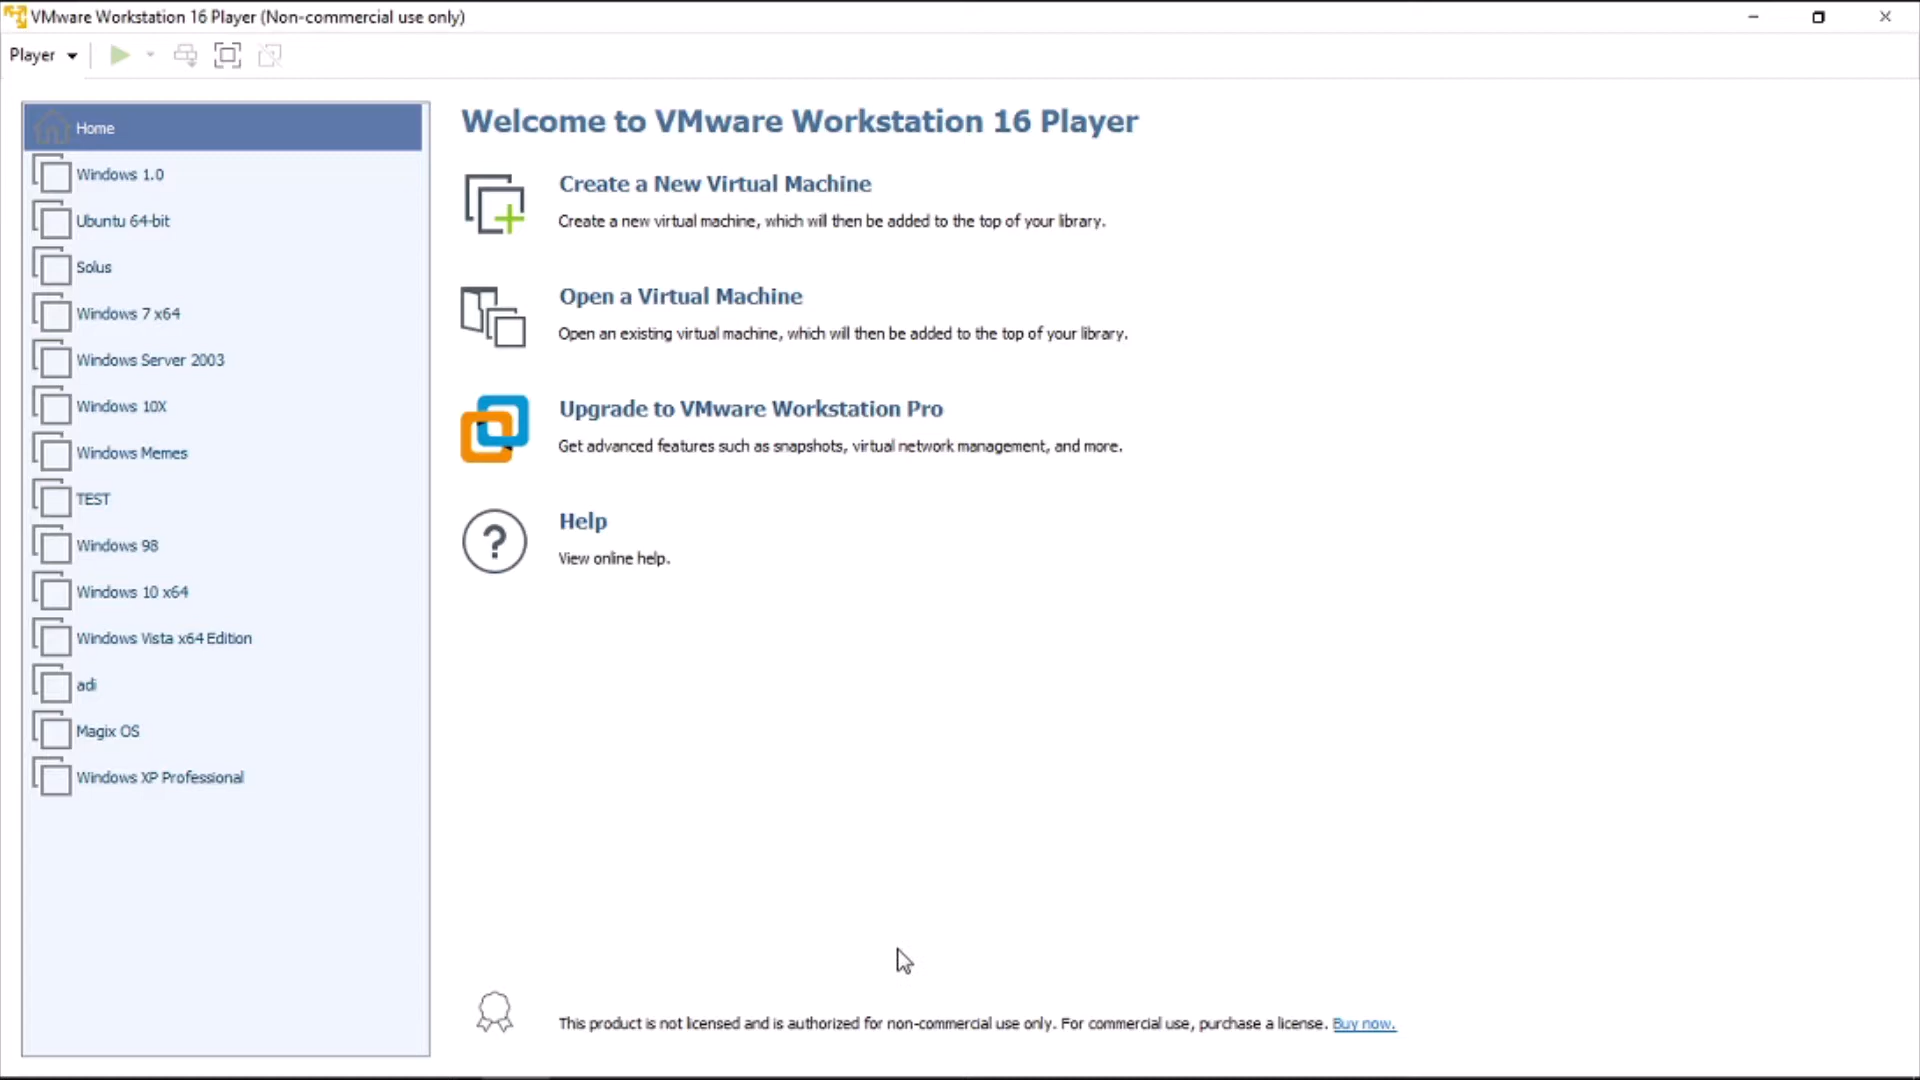 VMware Workstation 16 Player (Non-commercial use only)
Player
Home
Windows 1.0
Ubuntu 64-bit
Solus
Windows 7 x64
Windows Server 2003
Windows 10X
Windows Memes
TEST
Windows 98
Windows 10 x64
Windows Vista x64 Edition
adi
Magix OS
Windows XP Professional
Welcome to VMware Workstation 16 Player
Create a New Virtual Machine
Create a new virtual machine, which will then be added to the top of your library.
Open a Virtual Machine
Open an existing virtual machine, which will then be added to the top of your library.
Upgrade to VMware Workstation Pro
Get advanced features such as snapshots, virtual network management, and more.
Help
View online help.
This product is not licensed and is authorized for non-commercial use only. For commercial use, purchase a license. Buy now.